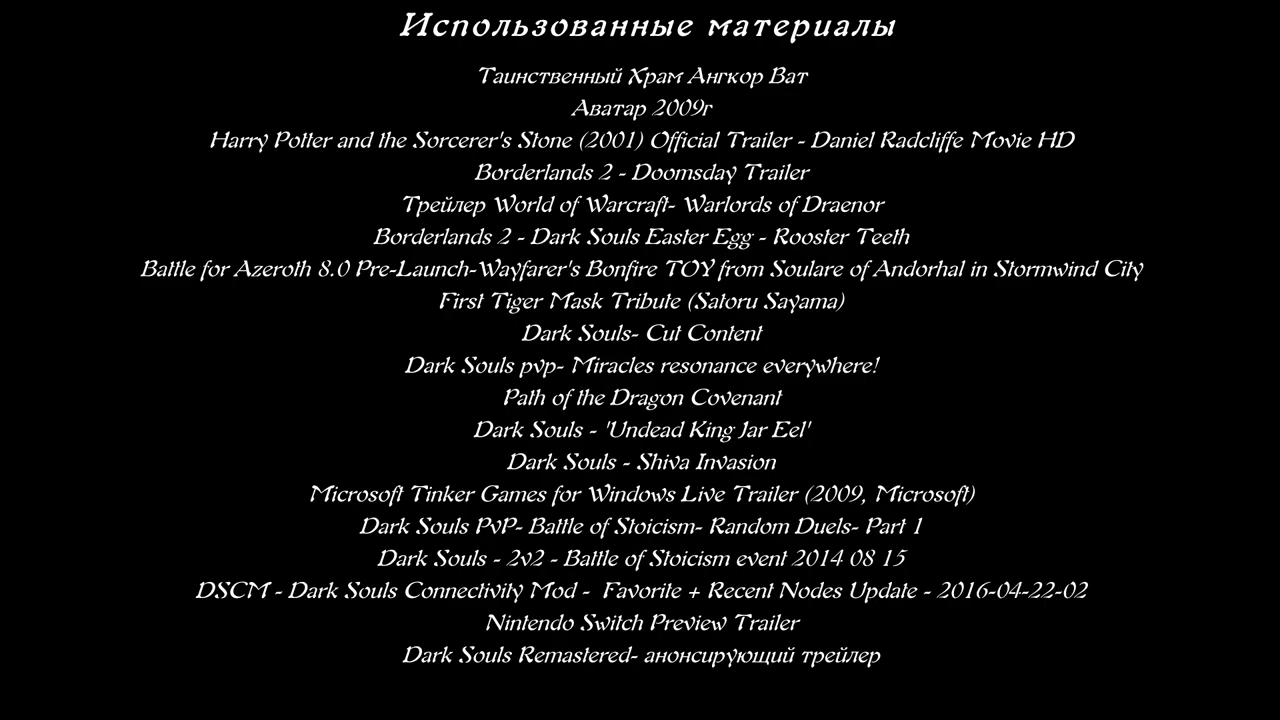 Использованные материалы
Таинственный Храм Ангкор Ват
Аватар 2009г
Harry Potter and the Sorcerer's Stone (2001) Official Trailer - Daniel Radcliffe Movie HD
Borderlands 2 - Doomsday Trailer
Трейлер World of Warcraft- Warlords of Draenor
Borderlands 2 - Dark Souls Easter Egg - Rooster Teeth
Battle for Azeroth 8.0 Pre-Launch-Wayfarer's Bonfire TOY from Soulare of Andorhal in Stormwind City
First Tiger Mask Tribute (Satoru Sayama)
Dark Souls- Cut Content
Dark Souls pvp- Miracles resonance everywhere!
Path of the Dragon Covenant
Dark Souls - 'Undead King Jar Eel'
Dark Souls - Shiva Invasion
Microsoft Tinker Games for Windows Live Trailer (2009, Microsoft)
Dark Souls PvP- Battle of Stoicism- Random Duels- Part 1
Dark Souls - 2v2 - Battle of Stoicism event 2014 08 15
DSCM - Dark Souls Connectivity Mod -  Favorite + Recent Nodes Update - 2016-04-22-02
Nintendo Switch Preview Trailer
Dark Souls Remastered- анонсирующий трейлер